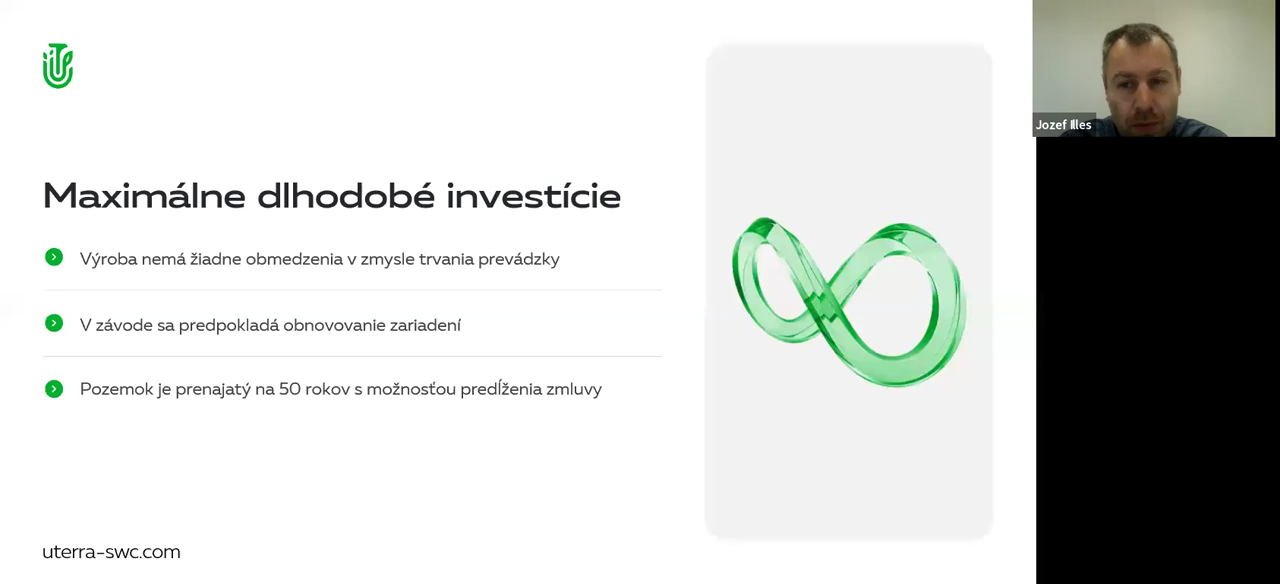 Maximálne dlhodobé investície
Výroba nemá žiadne obmedzenia v zmysle trvania prevádzky
V závode sa predpokladá obnovovanie zariadení
Pozemok je prenajatý na 50 rokov s možnosťou predĺženia zmluvy
uterra-swc.com
Jozef Illes